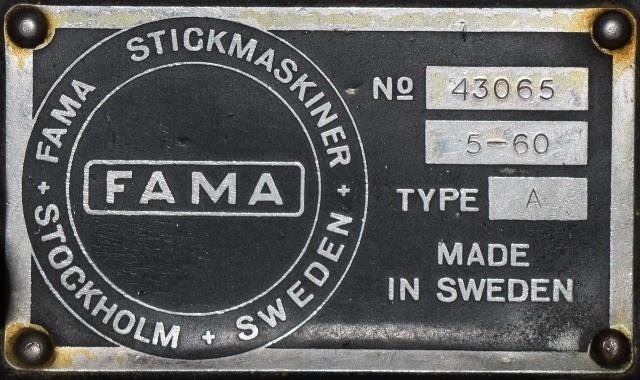 FAMA STICKMASKINER
STOCKHOLM + SWEDEN +
FAMA
Nº 43065
5-60
TYPE A
MADE
IN SWEDEN